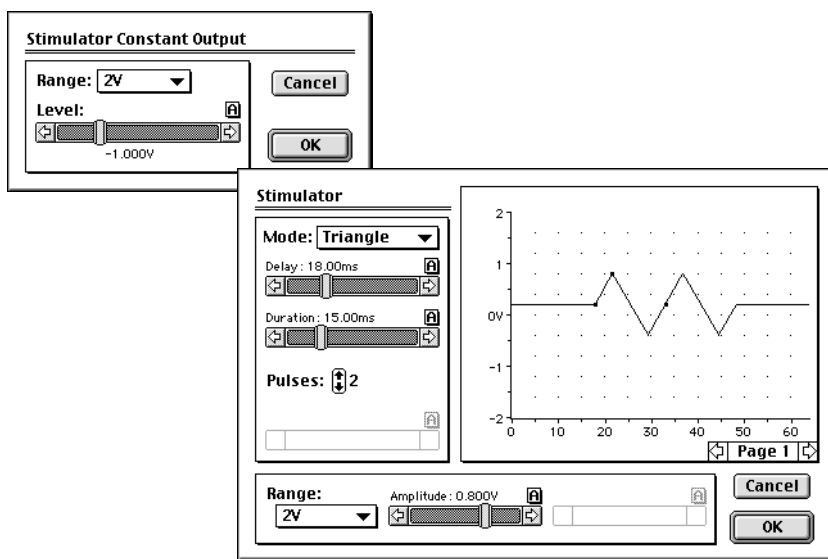 Stimulator Constant Output
Range: 2V
Cancel
Level:
A
-1.000V
OK
Stimulator
Mode: Triangle
Delay: 18.00ms
A
Duration: 15.00ms
A
Pulses: 2
A
2
1
0V
-1
-2
0 10 20 30 40 50 60
Page 1
Range:
2V
Amplitude: 0.800V
A
A
Cancel
OK